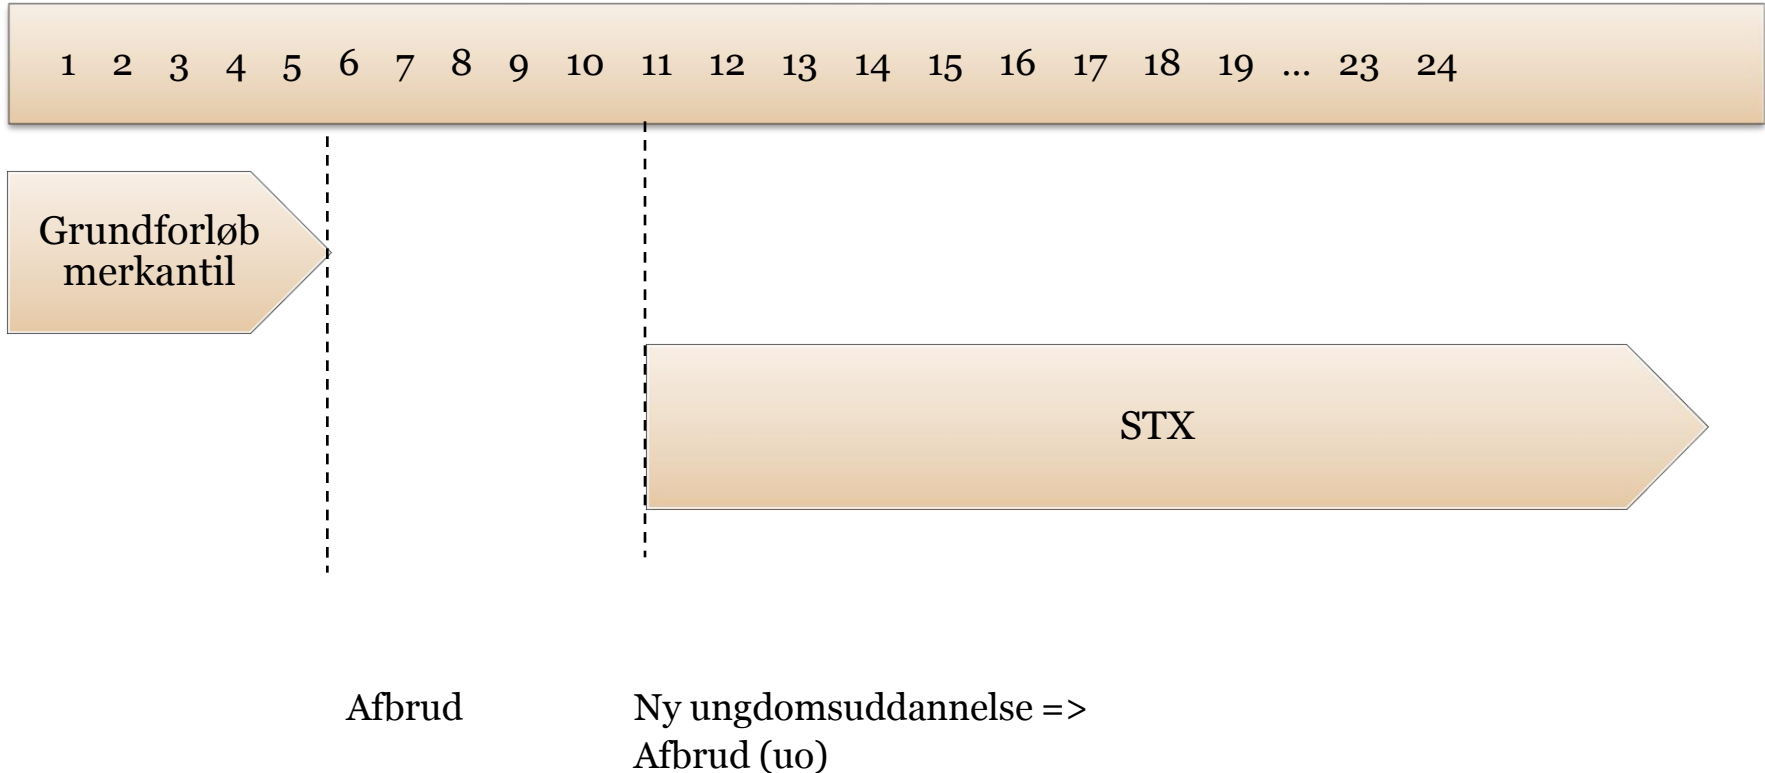 1 2 3 4 5 6 7 8 9 10 11 12 13 14 15 16 17 18 19 ... 23 24
Grundforløb
merkantil
STX
Afbrud
Ny ungdomsuddannelse =>
Afbrud (uo)